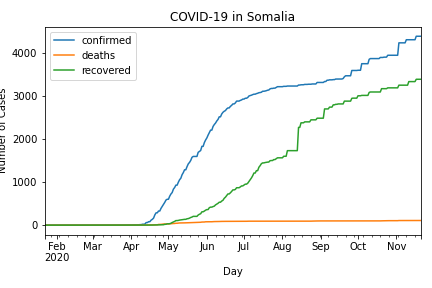 COVID-19 in Somalia
confirmed
deaths
recovered
Number of Cases
4000
3000
2000
1000
0
Feb Mar Apr May Jun Jul Aug Sep Oct Nov
2020
Day